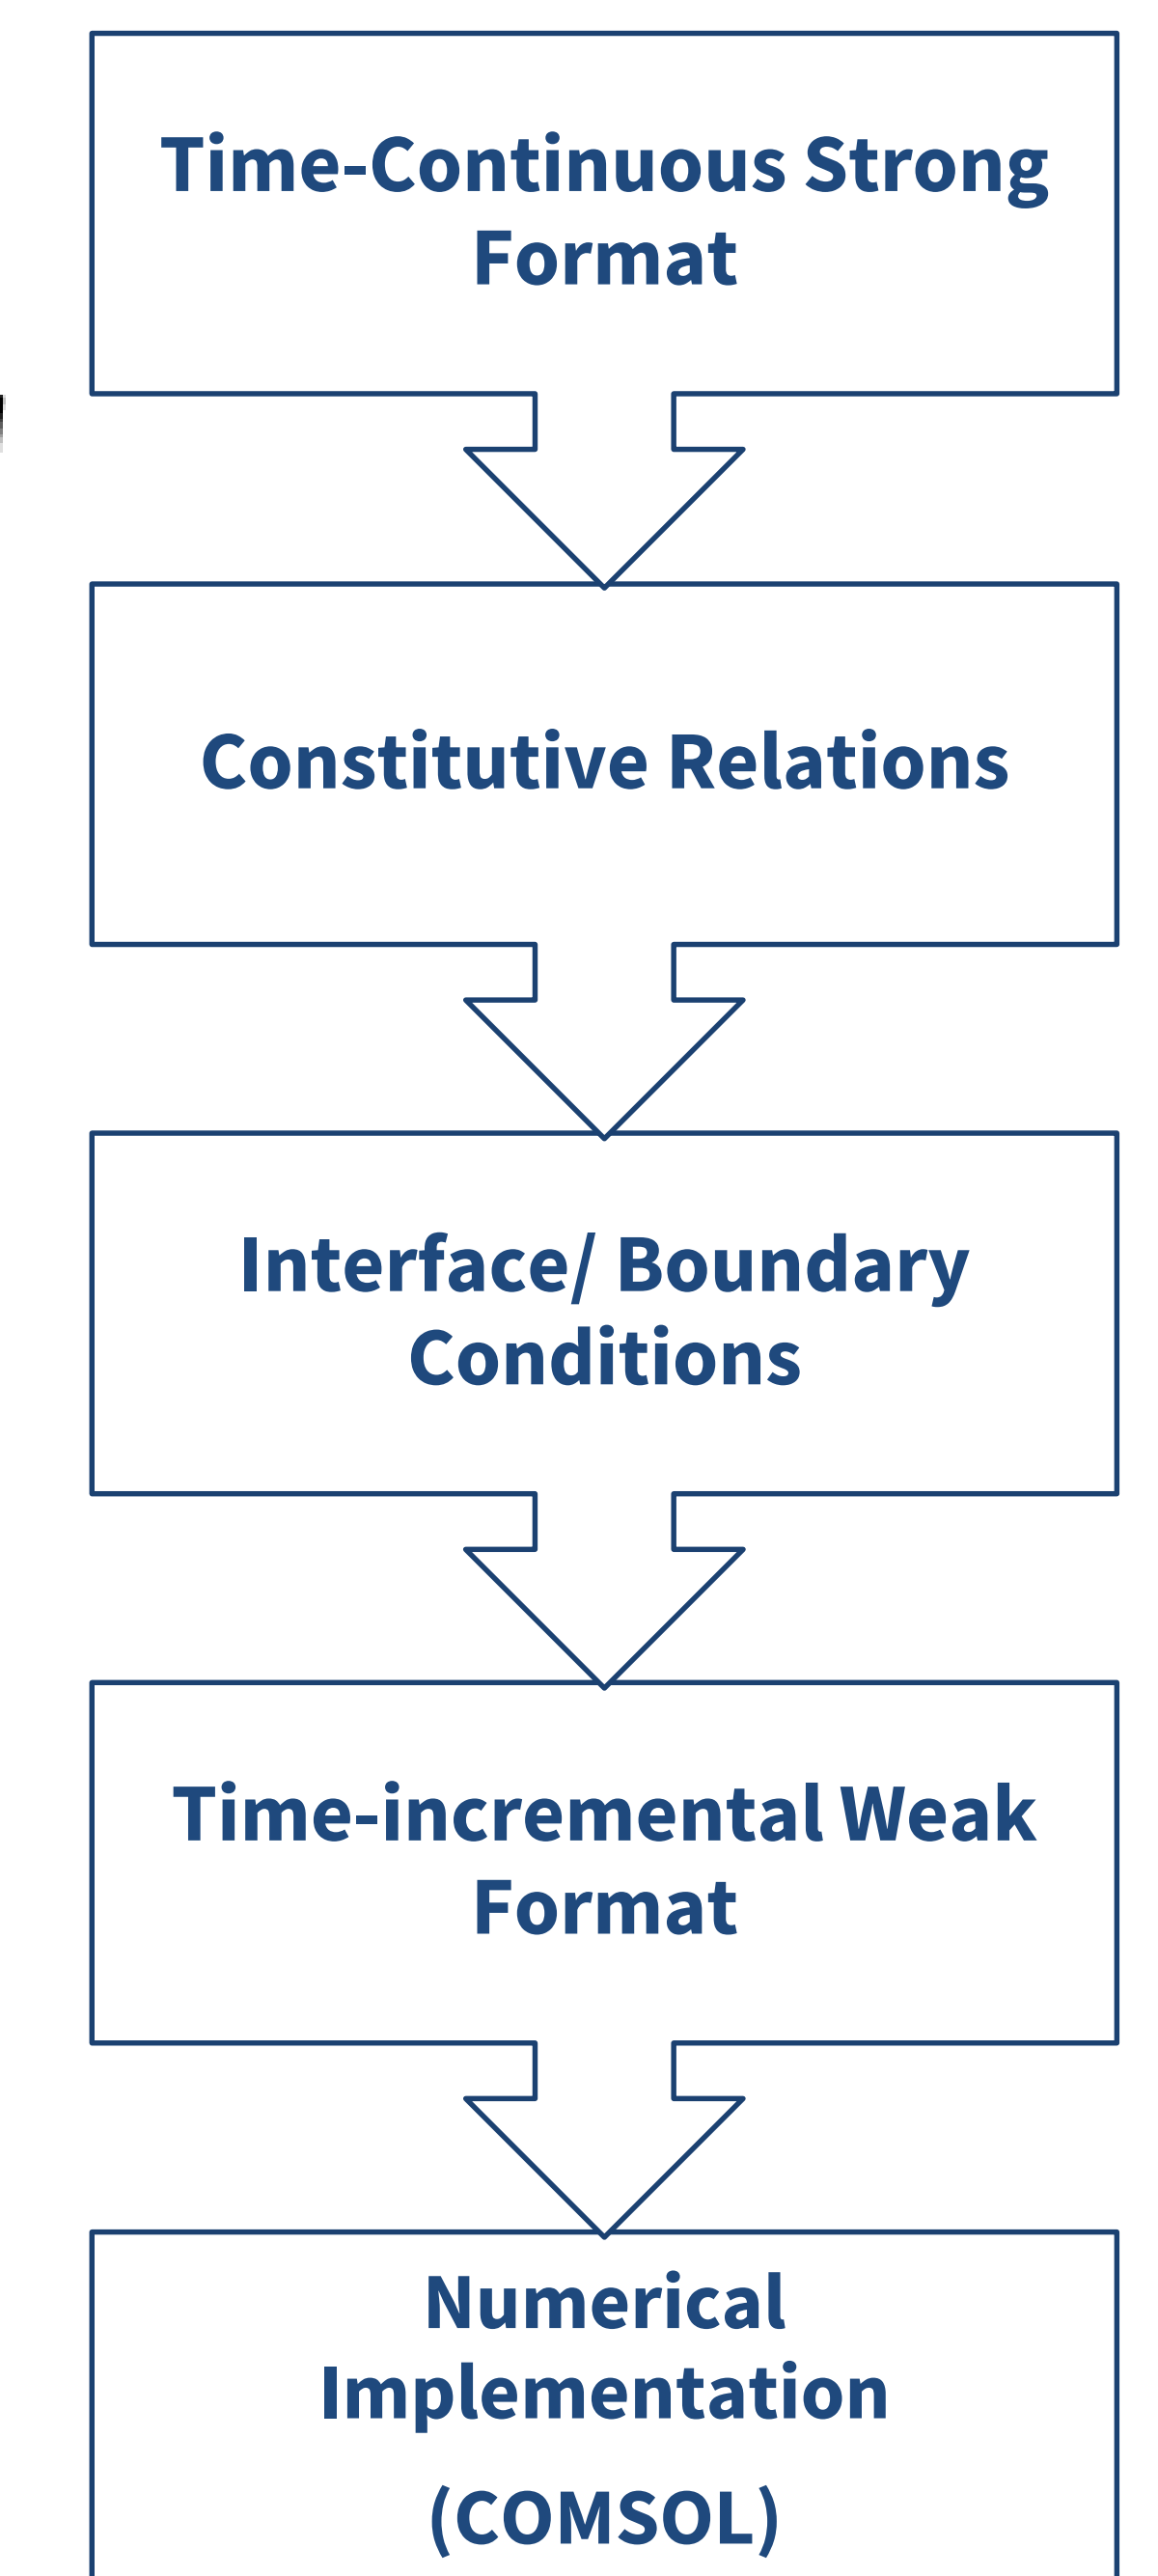 Time-Continuous Strong
Format
Constitutive Relations
Interface/ Boundary
Conditions
Time-incremental Weak
Format
Numerical
Implementation
(COMSOL)